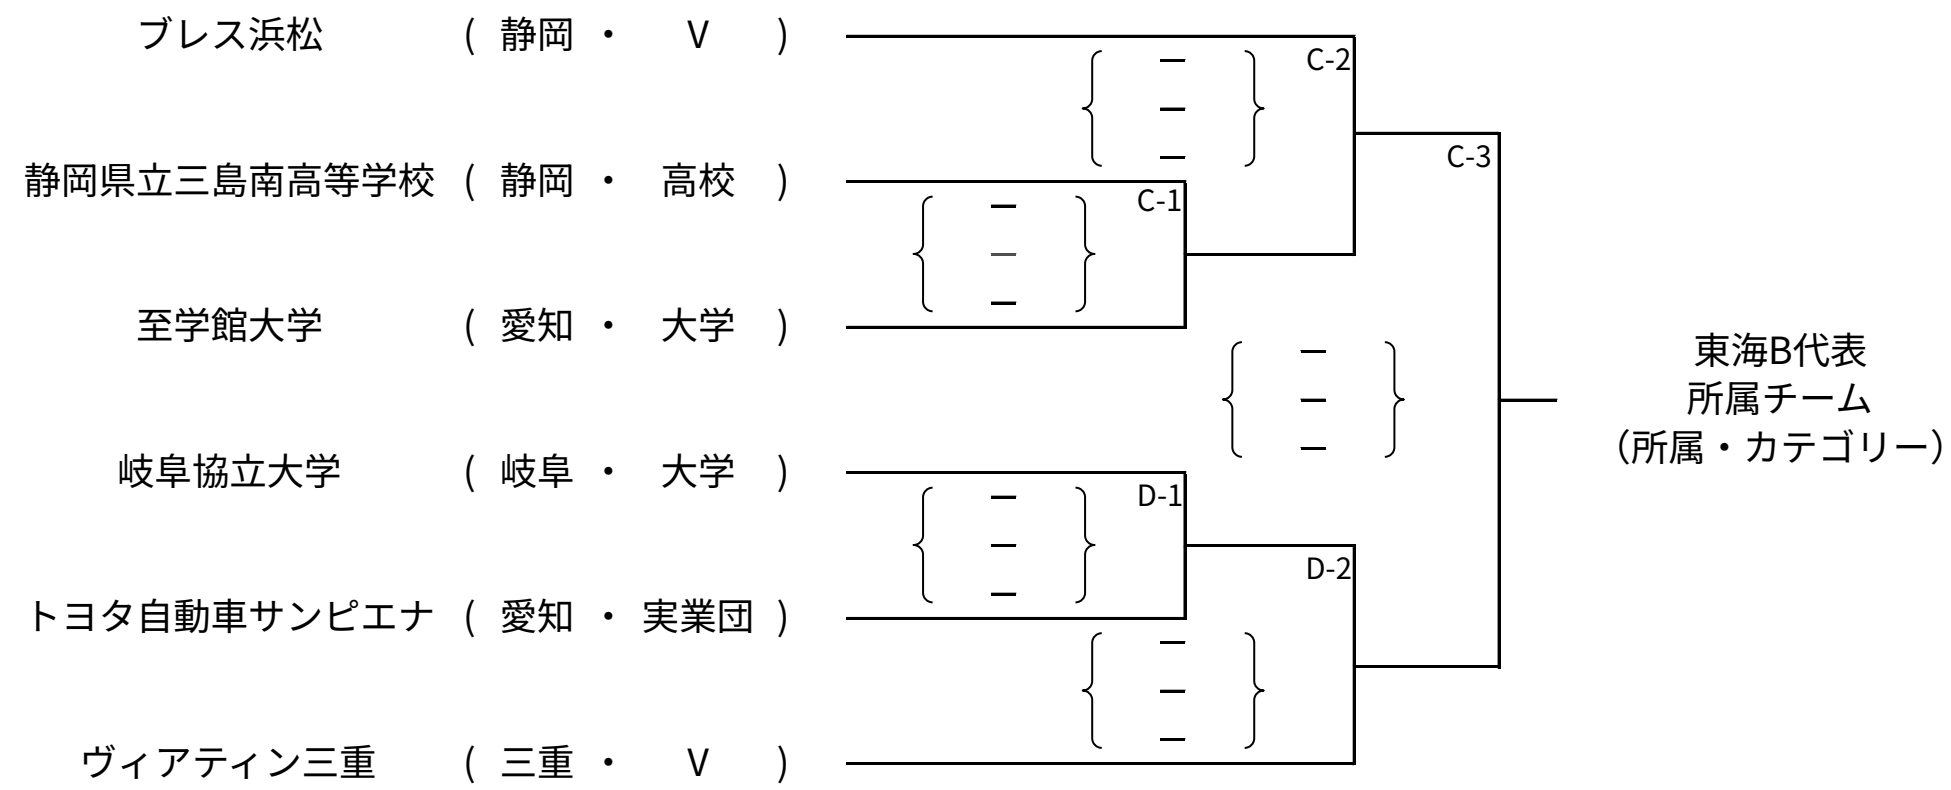 ブレス浜松 ( 静岡 ・ V )
C-2
静岡県立三島南高等学校 ( 静岡 ・ 高校 )
C-3
C-1
至学館大学 ( 愛知 ・ 大学 )
東海B代表
所属チーム
（所属・カテゴリー）
岐阜協立大学 ( 岐阜 ・ 大学 )
D-1
D-2
トヨタ自動車サンピエナ ( 愛知 ・ 実業団 )
ヴィアティン三重 ( 三重 ・ V )